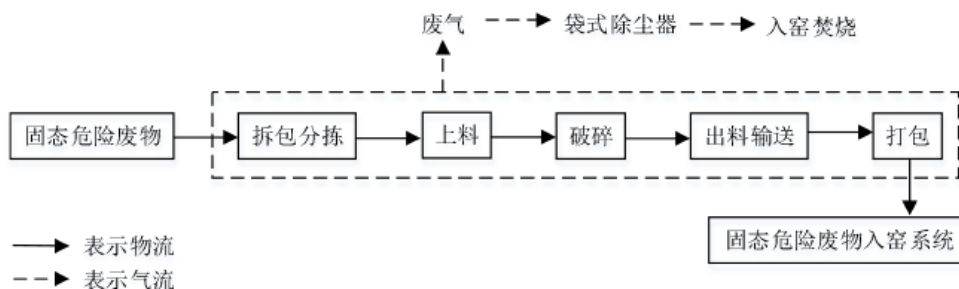 废气
袋式除尘器
入窑焚烧
固态危险废物
拆包分拣
上料
破碎
出料输送
打包
固态危险废物入窑系统
表示物流
表示气流